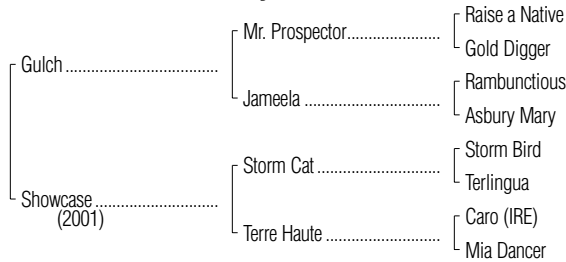 Raise a Native
Mr. Prospector....................
Gold Digger
Gulch .................................
Rambunctious
Jameela .............................
Asbury Mary
Storm Bird
Storm Cat...........................
Terlingua
Showcase ..........................
(2001)
Caro (IRE)
Terre Haute ........................
Mia Dancer